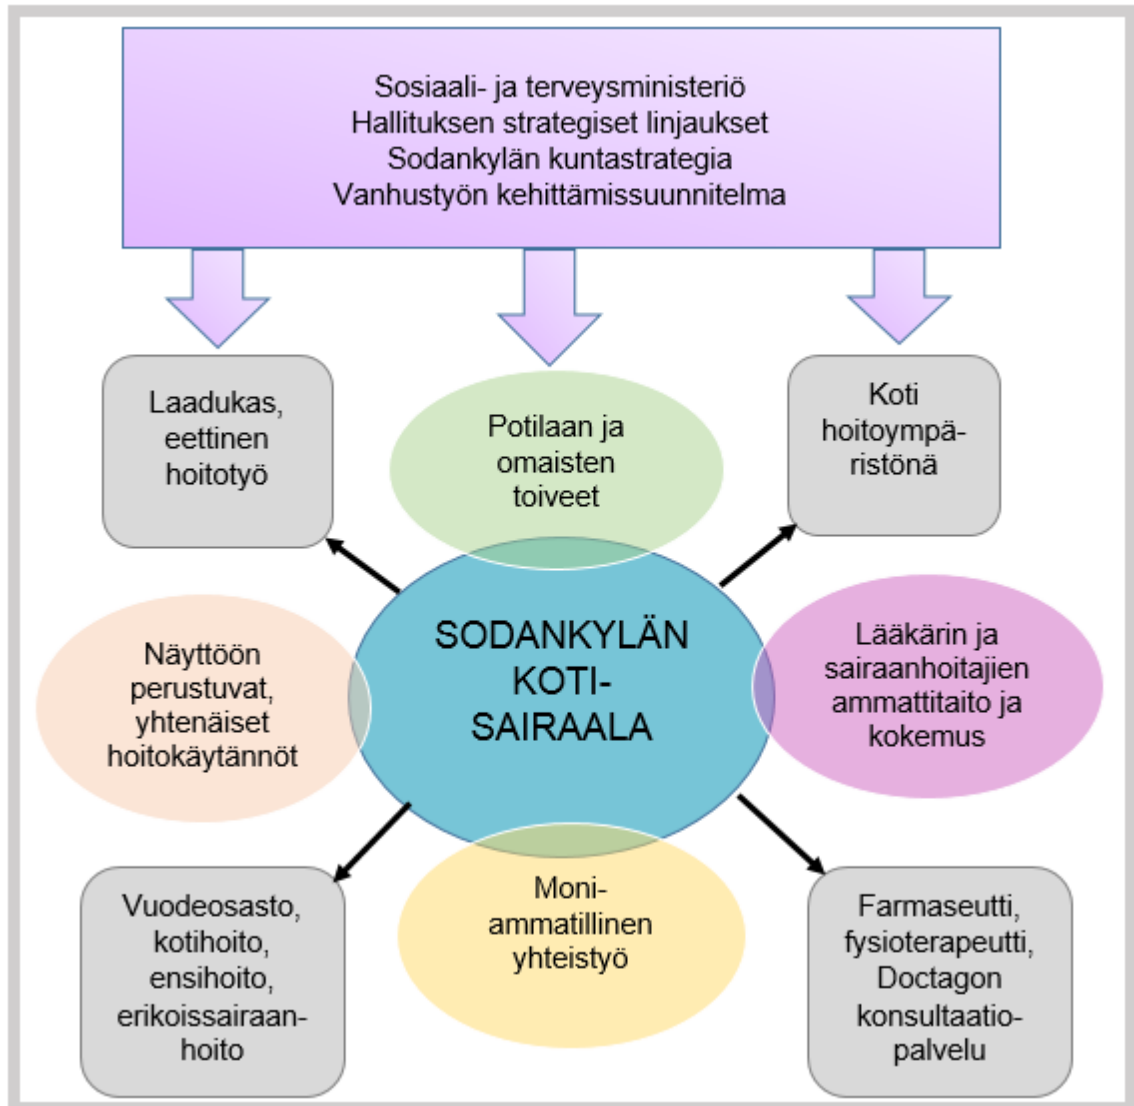 Sosiaali- ja terveysministeriö
Hallituksen strategiset linjaukset
Sodankylän kuntastrategia
Vanhustyön kehittämissuunnitelma
Laadukas,
eettinen
hoitotyö
Potilaan ja
omaisten
toiveet
Koti
hoitoympä-
ristönä
Näyttöön
perustuvat,
yhtenäiset
hoitokäytännöt
SODANKYLÄN
KOTI-
SAIRAALA
Lääkärin ja
sairaanhoitajien
ammattitaito ja
kokemus
Vuodeosasto,
kotihoito,
ensihoito,
erikoissairaan-
hoito
Moni-
ammatillinen
yhteistyö
Farmaseutti,
fysioterapeutti,
Doctagon
konsultaatio-
palvelu